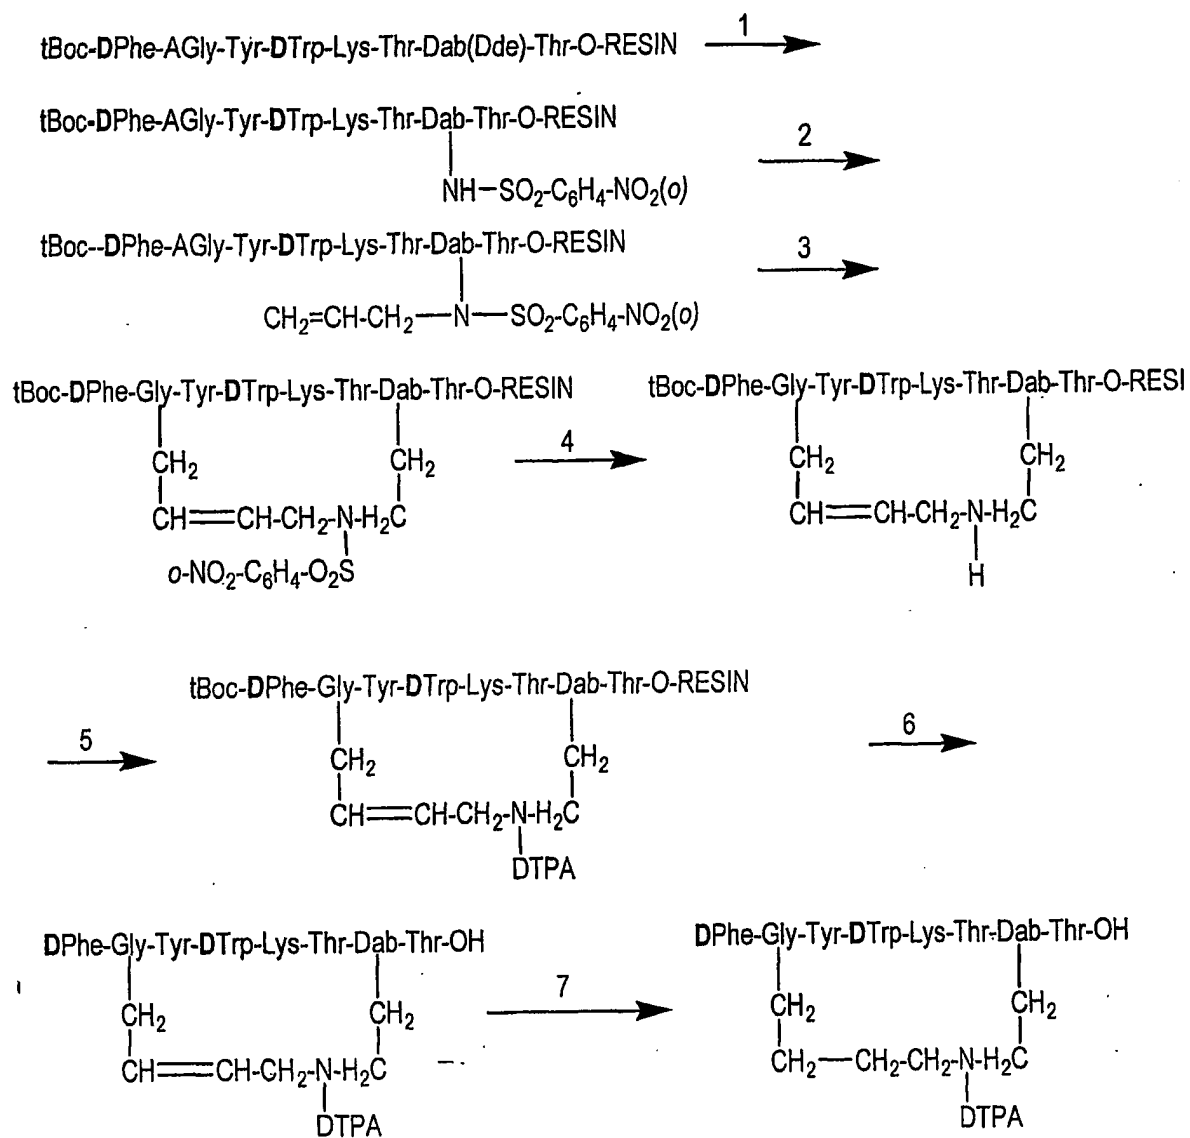 tBoc-DPhe-AGly-Tyr-DTrp-Lys-Thr-Dab(Dde)-Thr-O-RESIN 1
tBoc-DPhe-AGly-Tyr-DTrp-Lys-Thr-Dab-Thr-O-RESIN
2
NH-SO₂-C₆H₄-NO₂(o)
tBoc--DPhe-AGly-Tyr-DTrp-Lys-Thr-Dab-Thr-O-RESIN
3
CH₂=CH-CH₂-N-SO₂-C₆H₄-NO₂(o)
tBoc-DPhe-Gly-Tyr-DTrp-Lys-Thr-Dab-Thr-O-RESIN tBoc-DPhe-Gly-Tyr-DTrp-Lys-Thr-Dab-Thr-O-RESI
4
CH₂ CH₂ CH₂ CH₂
CH=CH-CH₂-N-H₂C CH=CH-CH₂-N-H₂C
o-NO₂-C₆H₄-O₂S H
tBoc-DPhe-Gly-Tyr-DTrp-Lys-Thr-Dab-Thr-O-RESIN
5 6
CH₂ CH₂
CH=CH-CH₂-N-H₂C
DTPA
DPhe-Gly-Tyr-DTrp-Lys-Thr-Dab-Thr-OH DPhe-Gly-Tyr-DTrp-Lys-Thr-Dab-Thr-OH
7
CH₂ CH₂ CH₂ CH₂
CH=CH-CH₂-N-H₂C CH₂-CH₂-CH₂-N-H₂C
DTPA DTPA